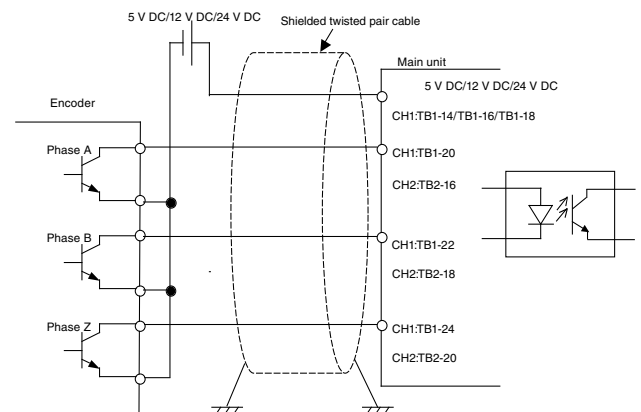 5 V DC/12 V DC/24 V DC
Shielded twisted pair cable
Main unit
5 V DC/12 V DC/24 V DC
Encoder
CH1:TB1-14/TB1-16/TB1-18
Phase A
CH1:TB1-20
CH2:TB2-16
Phase B
CH1:TB1-22
CH2:TB2-18
Phase Z
CH1:TB1-24
CH2:TB2-20